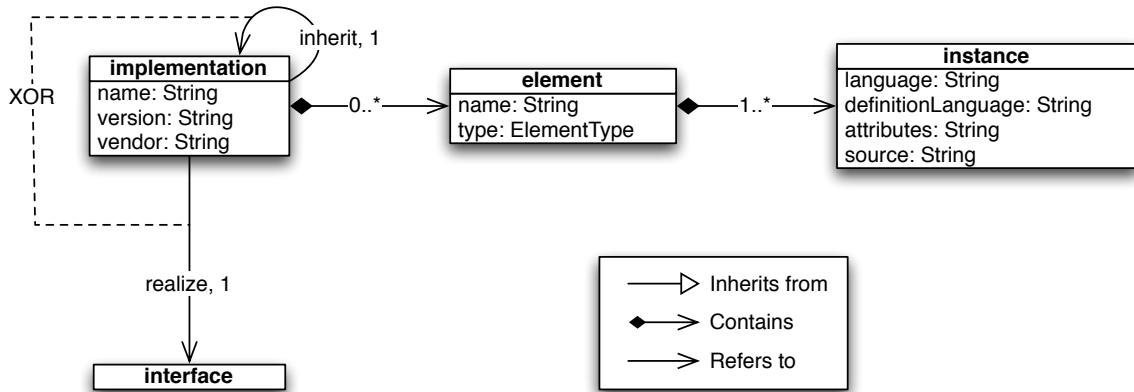 inherit, 1
implementation
name: String
version: String
vendor: String
XOR
0..*
element
name: String
type: ElementType
1..*
instance
language: String
definitionLanguage: String
attributes: String
source: String
realize, 1
interface
Inherits from
Contains
Refers to